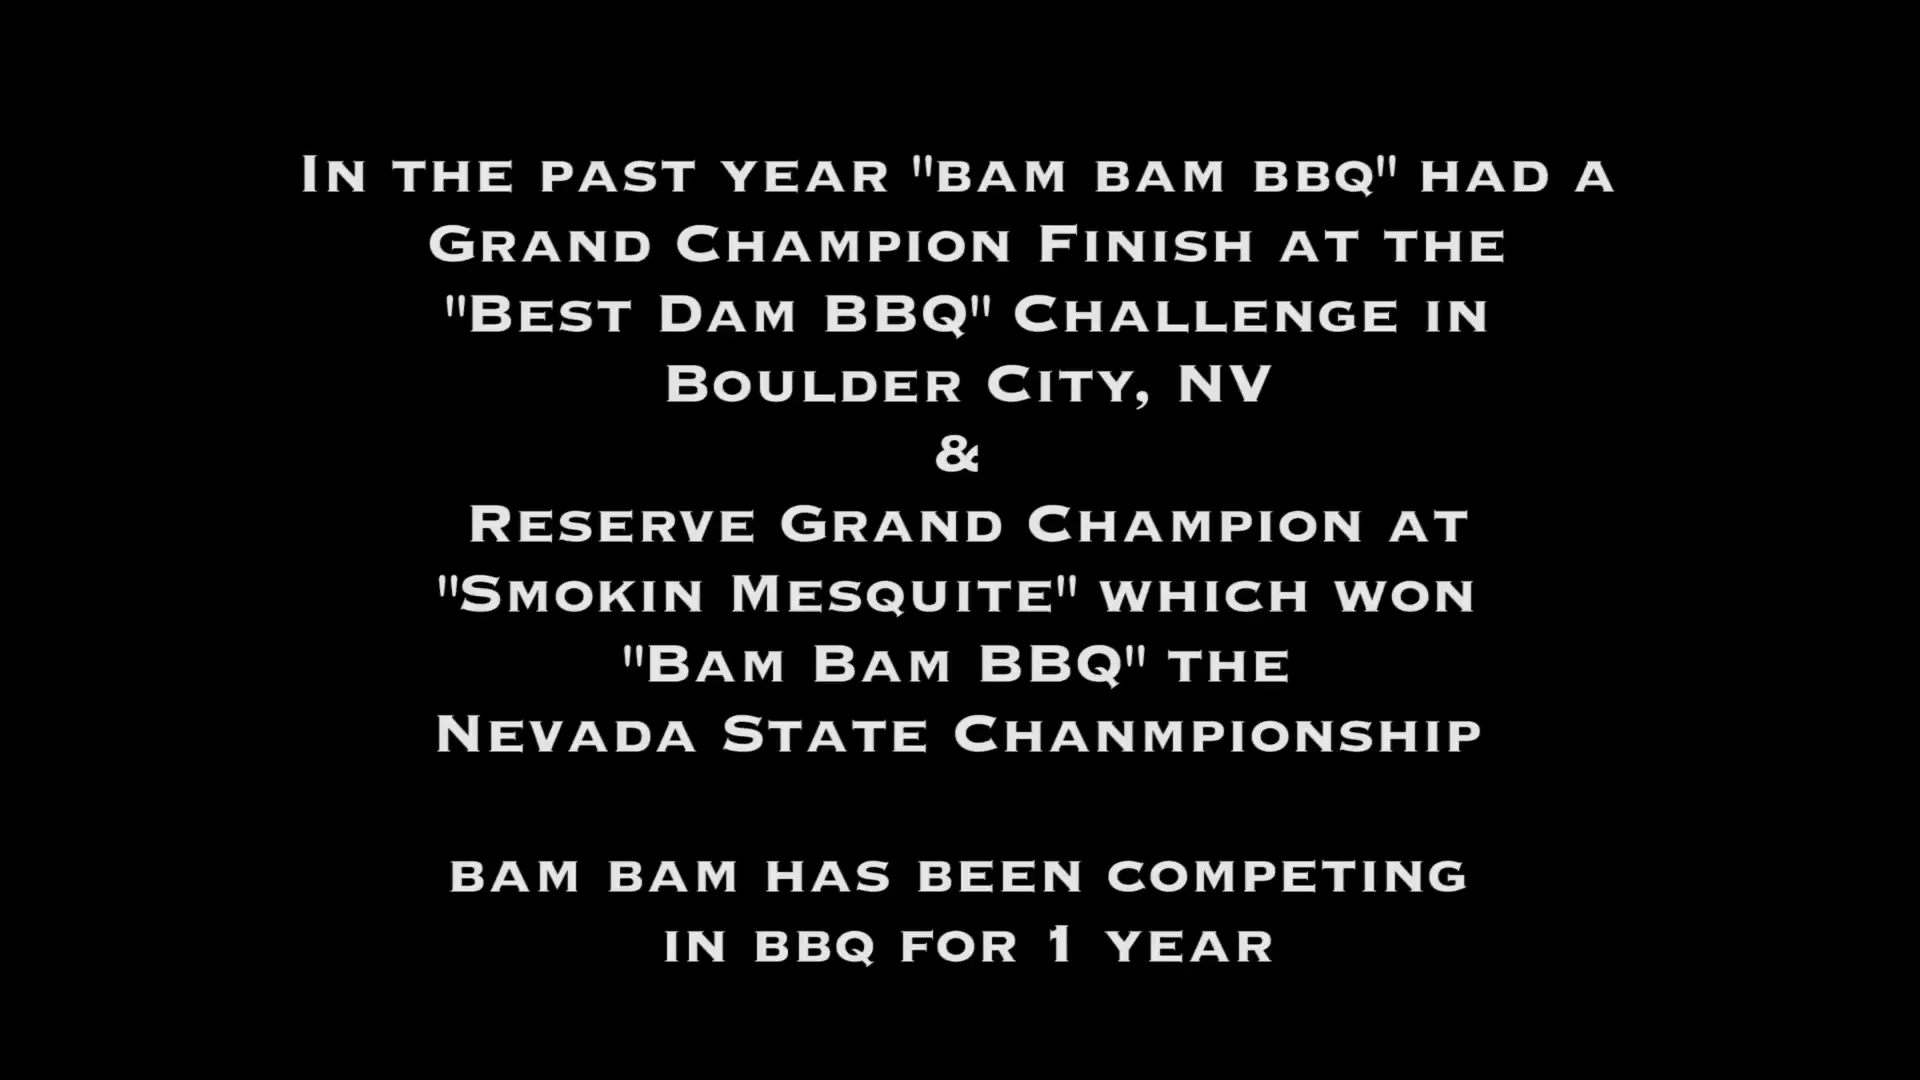 In the past year "bam bam bbq" had a
Grand Champion Finish at the
"Best Dam BBQ" Challenge in
Boulder City, NV
&
Reserve Grand Champion at
"Smokin Mesquite" which won
"Bam Bam BBQ" the
Nevada State Chanmpionship
bam bam has been competing
in bbq for 1 year